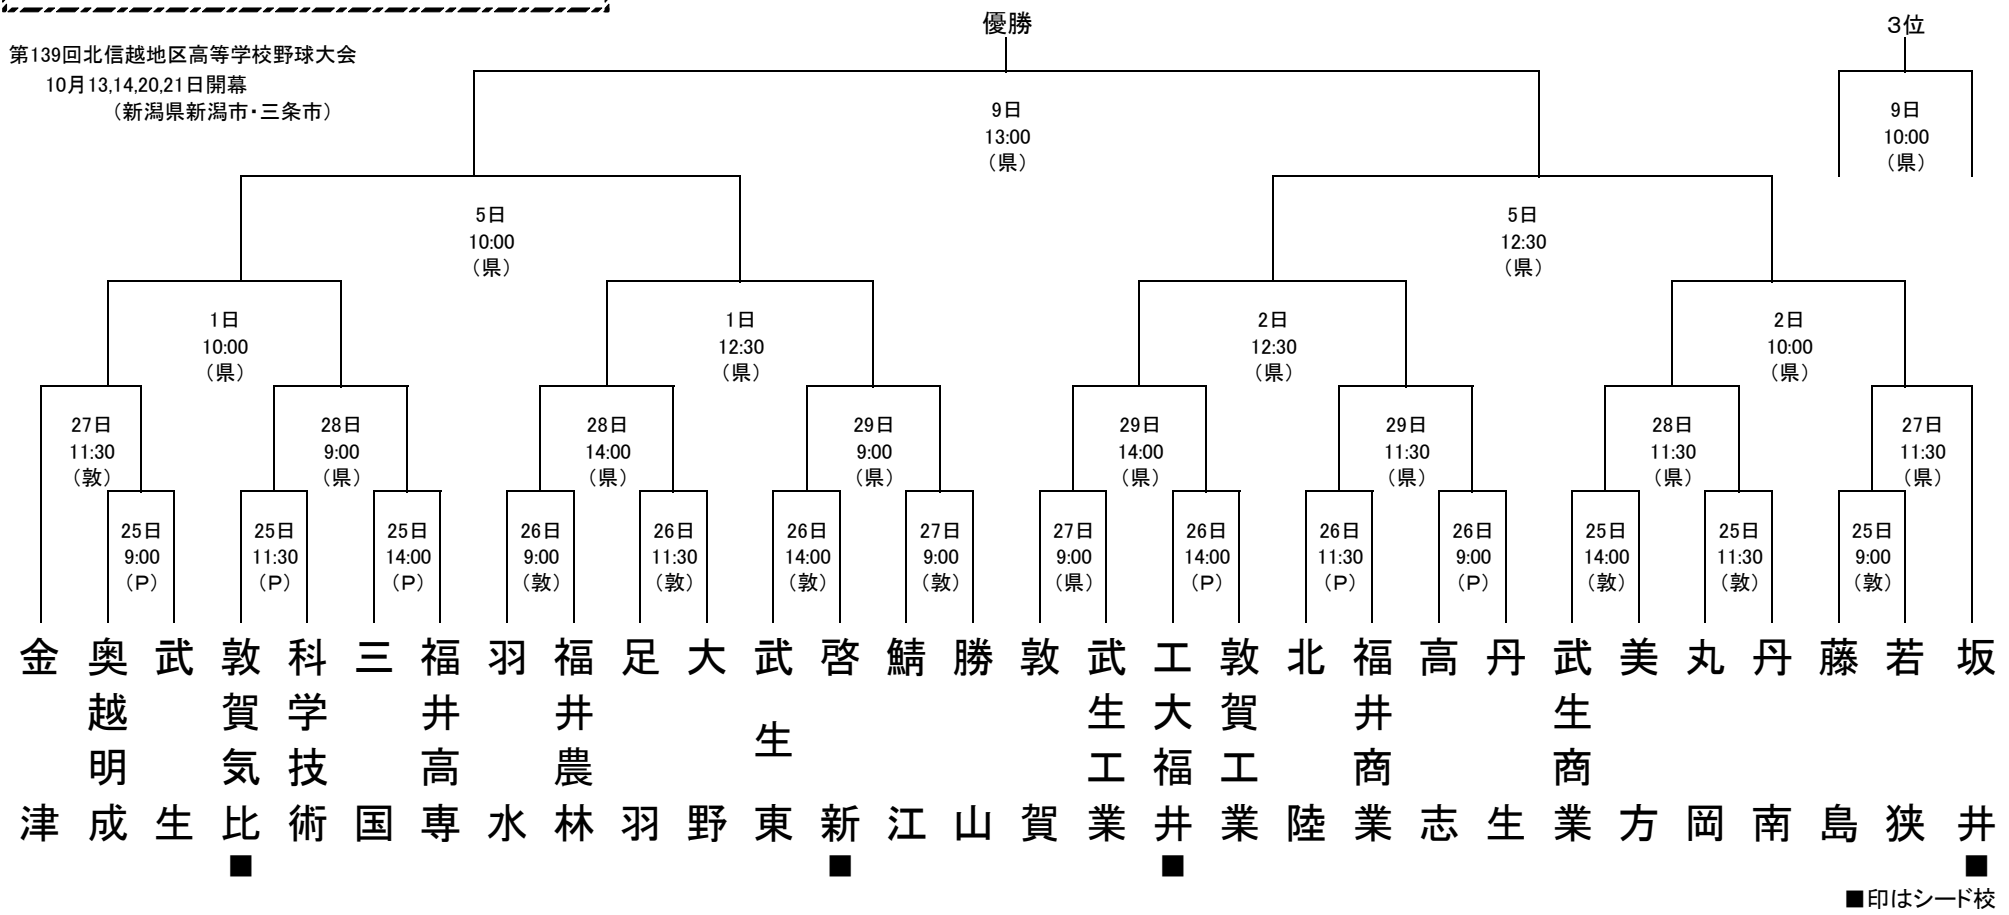 優勝
3位
第139回北信越地区高等学校野球大会
10月13,14,20,21日開幕
(新潟県新潟市・三条市)
9日
13:00
(県)
9日
10:00
(県)
5日
10:00
(県)
5日
12:30
(県)
1日
10:00
(県)
1日
12:30
(県)
2日
12:30
(県)
2日
10:00
(県)
27日
11:30
(敦)
28日
9:00
(県)
28日
14:00
(県)
29日
9:00
(県)
29日
14:00
(県)
29日
11:30
(県)
28日
11:30
(県)
27日
11:30
(県)
25日
9:00
(P)
25日
11:30
(P)
25日
14:00
(P)
26日
9:00
(敦)
26日
11:30
(敦)
26日
14:00
(敦)
27日
9:00
(敦)
27日
9:00
(県)
26日
14:00
(P)
26日
11:30
(P)
26日
9:00
(P)
25日
14:00
(敦)
25日
11:30
(敦)
25日
9:00
(敦)
金津
奥越明成
武生
敦賀気比
■
科学技術
三国
福井高専
羽水
福井農林
足羽
大野
武生東
啓新
■
鯖江
勝山
敦賀
武生工業
工大福井
■
敦賀工業
北陸
福井商業
高志
丹生
武生商業
美方
丸岡
丹南
藤島
若狭
坂井
■
■印はシード校